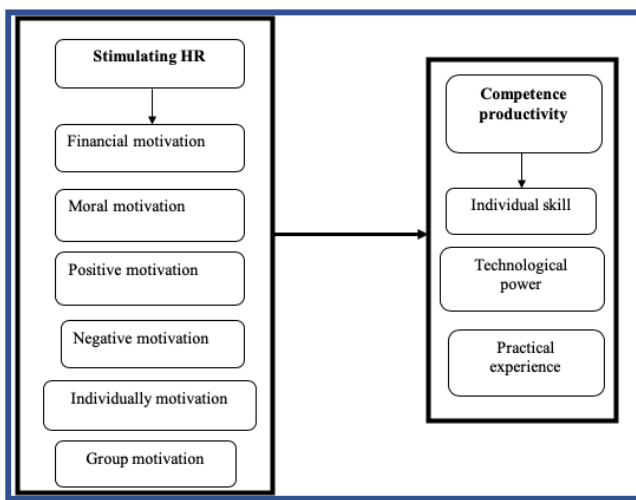 Stimulating HR
Financial motivation
Moral motivation
Positive motivation
Negative motivation
Individually motivation
Group motivation
Competence
productivity
Individual skill
Technological
power
Practical
experience